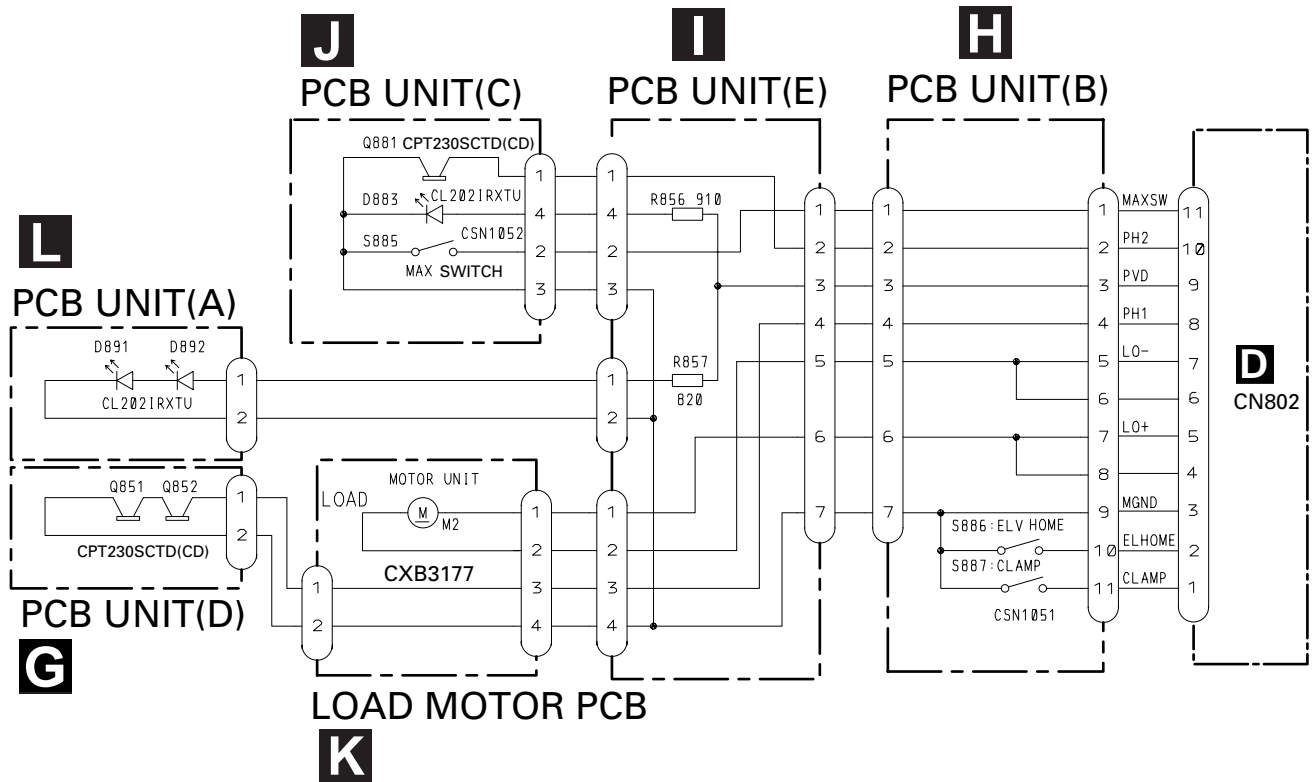 J
I
H
PCB UNIT(C)
PCB UNIT(E)
PCB UNIT(B)
Q881 CPT230SCTD(CD)
1
D883
CL202IRXTU
4
S885
CSN1052
2
MAX SWITCH
3
1
4
2
3
R856 910
1
2
3
4
5
6
7
1
2
3
4
5
6
7
1 MAXSW 11
2 PH2 10
3 PVD 9
4 PH1 8
5 LO- 7
6 6
7 LO+ 5
8 4
9 MGND 3
10 ELHOME 2
11 CLAMP 1
D
CN802
S886:ELV HOME
S887:CLAMP
CSN1051
L
PCB UNIT(A)
D891 D892
CL202IRXTU
1
2
1
2
R857
820
Q851 Q852
CPT230SCTD(CD)
1
2
PCB UNIT(D)
G
MOTOR UNIT
LOAD
M
M2
CXB3177
1
2
1
2
3
4
1
2
3
4
LOAD MOTOR PCB
K